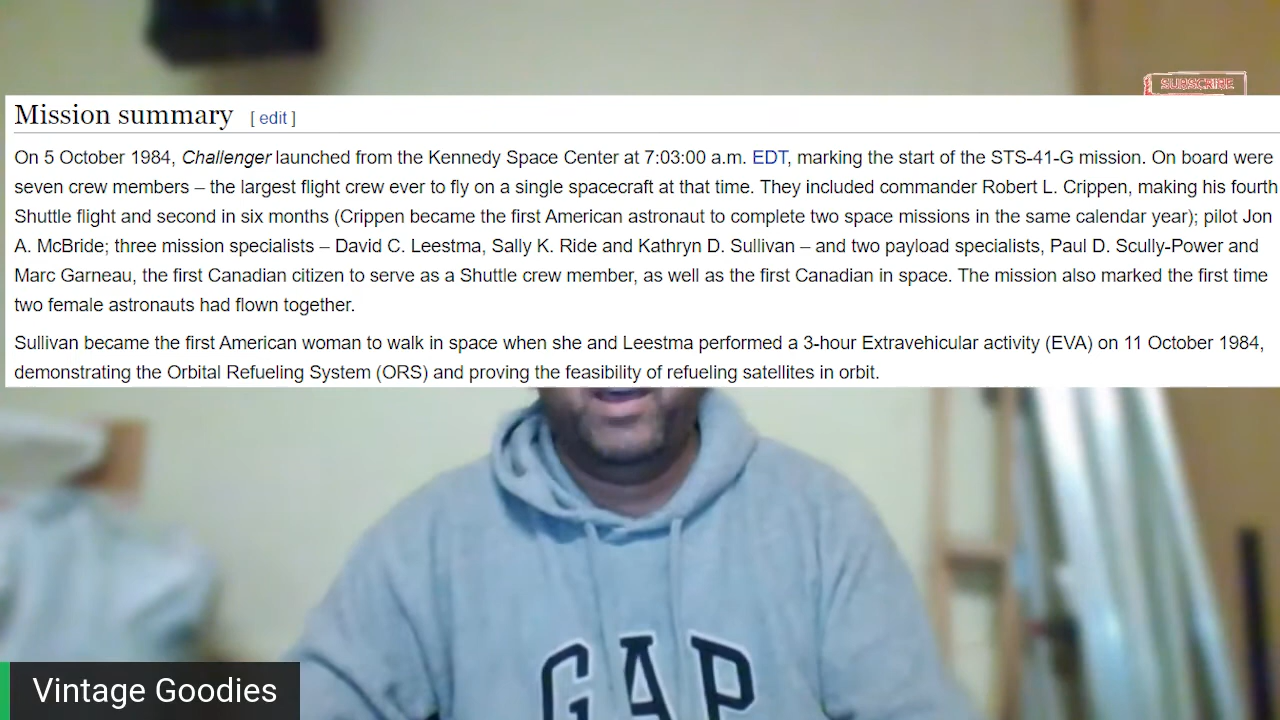 SUBSCRIBE
Mission summary [ edit ]
On 5 October 1984, Challenger launched from the Kennedy Space Center at 7:03:00 a.m. EDT, marking the start of the STS-41-G mission. On board were
seven crew members – the largest flight crew ever to fly on a single spacecraft at that time. They included commander Robert L. Crippen, making his fourth
Shuttle flight and second in six months (Crippen became the first American astronaut to complete two space missions in the same calendar year); pilot Jon
A. McBride; three mission specialists – David C. Leestma, Sally K. Ride and Kathryn D. Sullivan – and two payload specialists, Paul D. Scully-Power and
Marc Garneau, the first Canadian citizen to serve as a Shuttle crew member, as well as the first Canadian in space. The mission also marked the first time
two female astronauts had flown together.
Sullivan became the first American woman to walk in space when she and Leestma performed a 3-hour Extravehicular activity (EVA) on 11 October 1984,
demonstrating the Orbital Refueling System (ORS) and proving the feasibility of refueling satellites in orbit.
GAP
Vintage Goodies